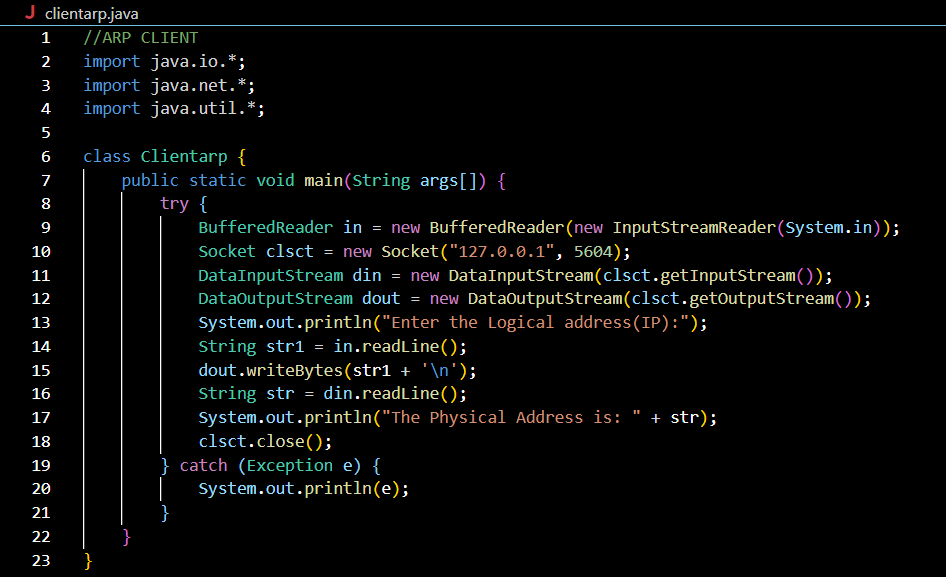 J clientarp.java
1 //ARP CLIENT
2 import java.io.*;
3 import java.net.*;
4 import java.util.*;
5
6 class Clientarp {
7     public static void main(String args[]) {
8         try {
9             BufferedReader in = new BufferedReader(new InputStreamReader(System.in));
10             Socket clsct = new Socket("127.0.0.1", 5604);
11             DataInputStream din = new DataInputStream(clsct.getInputStream());
12             DataOutputStream dout = new DataOutputStream(clsct.getOutputStream());
13             System.out.println("Enter the Logical address(IP):");
14             String str1 = in.readLine();
15             dout.writeBytes(str1 + '\n');
16             String str = din.readLine();
17             System.out.println("The Physical Address is: " + str);
18             clsct.close();
19         } catch (Exception e) {
20             System.out.println(e);
21         }
22     }
23 }